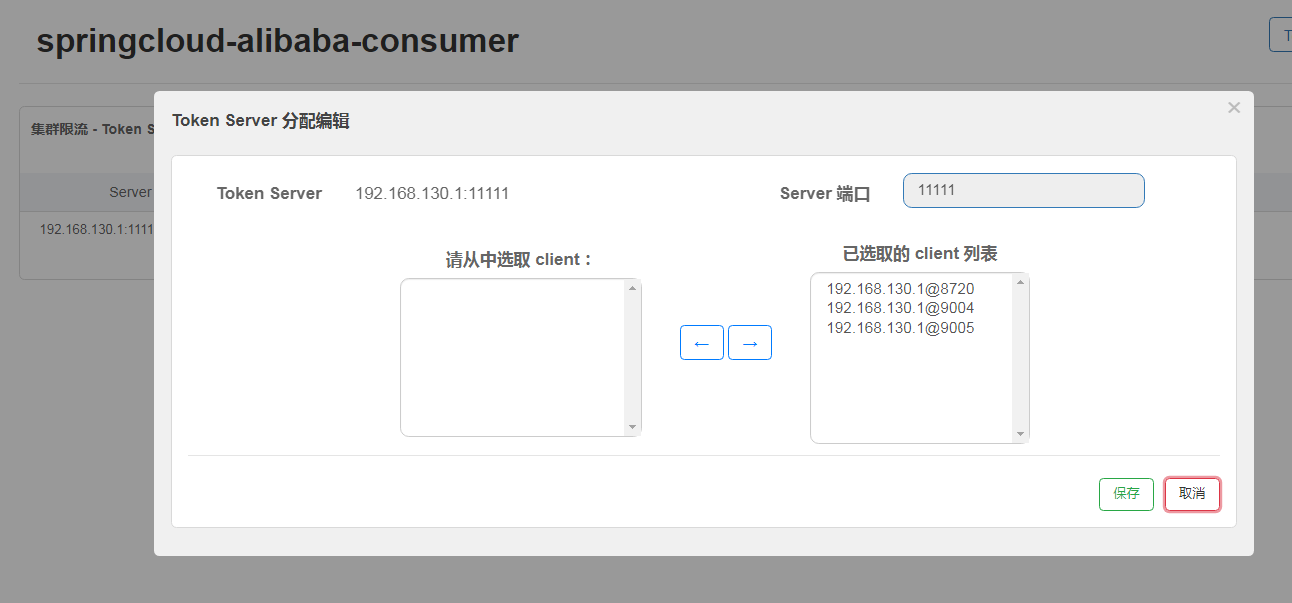 springcloud-alibaba-consumer
T
集群限流 - Token S
Server
192.168.130.1:1111
Token Server 分配编辑
×
Token Server 192.168.130.1:11111 Server 端口 11111
请从中选取 client：
已选取的 client 列表
192.168.130.1@8720
192.168.130.1@9004
192.168.130.1@9005
← →
保存 取消